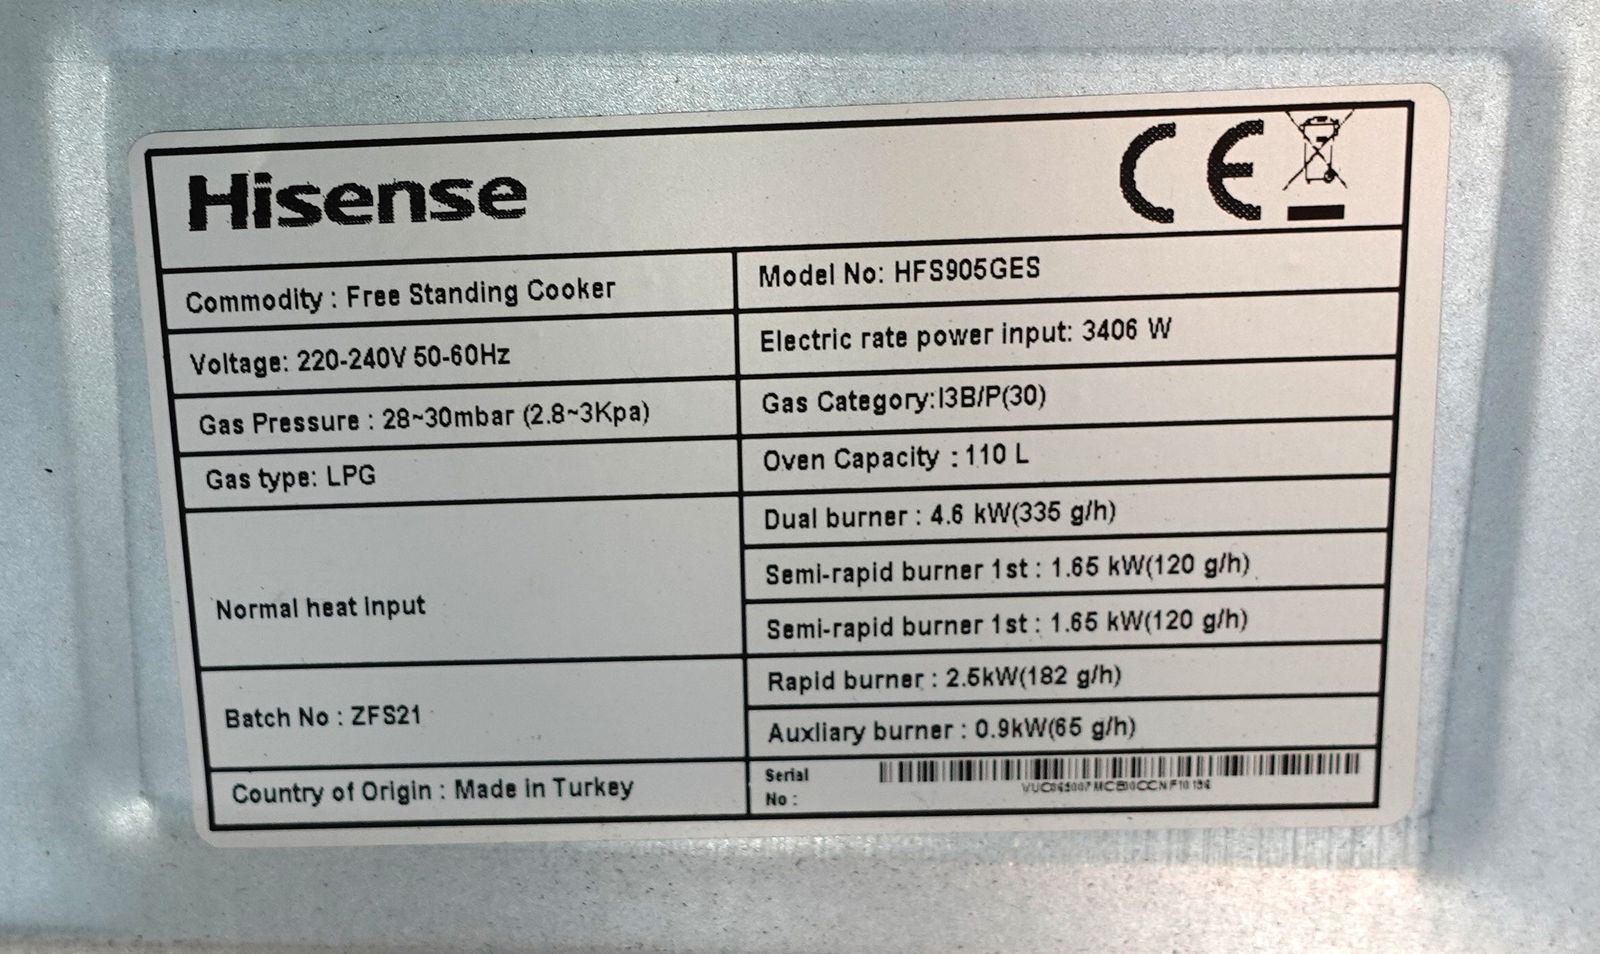 Hisense
CE
Commodity : Free Standing Cooker
Model No: HFS905GES
Voltage: 220-240V 50-60Hz
Electric rate power input: 3406 W
Gas Pressure : 28~30mbar (2.8~3Kpa)
Gas Category:I3B/P(30)
Gas type: LPG
Oven Capacity : 110 L
Normal heat Input
Dual burner : 4.6 kW(335 g/h)
Semi-rapid burner 1st : 1.65 kW(120 g/h)
Semi-rapid burner 1st : 1.65 kW(120 g/h)
Rapid burner : 2.5kW(182 g/h)
Batch No : ZFS21
Auxliary burner : 0.9kW(65 g/h)
Country of Origin : Made in Turkey
Serial
No :